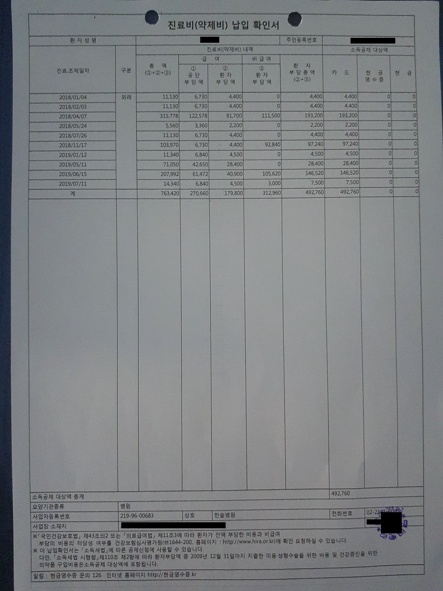 진료비(약제비) 납입 확인서
환 자 성 명 주민등록번호
진료.조제일자 구분 진료비(약제비) 내역 소득공제 대상액
총 액 (①+②+③) 급 여 비 급 여 환 자 부 담 총 액 (②+③) 카 드 현 금 영 수 증 현 금
① 공 단 부 담 액 ② 환 자 부 담 액 ③ 환 자 부 담 액
2018/01/04 외래 11,130 6,730 4,400 0 4,400 4,400 0 0
2018/02/03 11,130 6,730 4,400 0 4,400 4,400 0 0
2018/04/07 315,778 122,578 81,700 111,500 193,200 193,200 0 0
2018/05/24 5,560 3,360 2,200 0 2,200 2,200 0 0
2018/07/26 11,130 6,730 4,400 0 4,400 4,400 0 0
2018/11/17 103,970 6,730 4,400 92,840 97,240 97,240 0 0
2019/01/12 11,340 6,840 4,500 0 4,500 4,500 0 0
2019/05/11 71,050 42,650 28,400 0 28,400 28,400 0 0
2019/06/15 207,992 61,472 40,900 105,620 146,520 146,520 0 0
2019/07/11 14,340 6,840 4,500 3,000 7,500 7,500 0 0
계 763,420 270,660 179,800 312,960 492,760 492,760 0 0
소득공제 대상액 총계 492,760
요양기관종류 병원
사업자등록번호 219-96-00683 상호 한솔병원 전화번호
사업장 소재지
※「국민건강보호법」 제43조의2 또는 「의료급여법」 제11조3에 따라 환자가 전액 부담한 비용과 비급여
부담의 비용의 타당성 여부를 건강보험심사평가원(☎1644-200, 홈페이지 : http://www.hira.or.kr)에 확인 요청하실 수 있습니다.
※ 이 납입확인서는 「소득세법」에 따른 공제신청에 사용할 수 있습니다.
다만, 「소득세법 시행령」제110조 제2항에 따라 환자부담액 중 2009년 12월 31일까지 지출한 미용·성형수술을 위한 비용 및 건강증진을 위한
의약품 구입비용은소득공제 대상액에 포함됩니다.
알림 : 현금영수증 문의 126 인터넷 홈페이지 http://현금영수증.kr